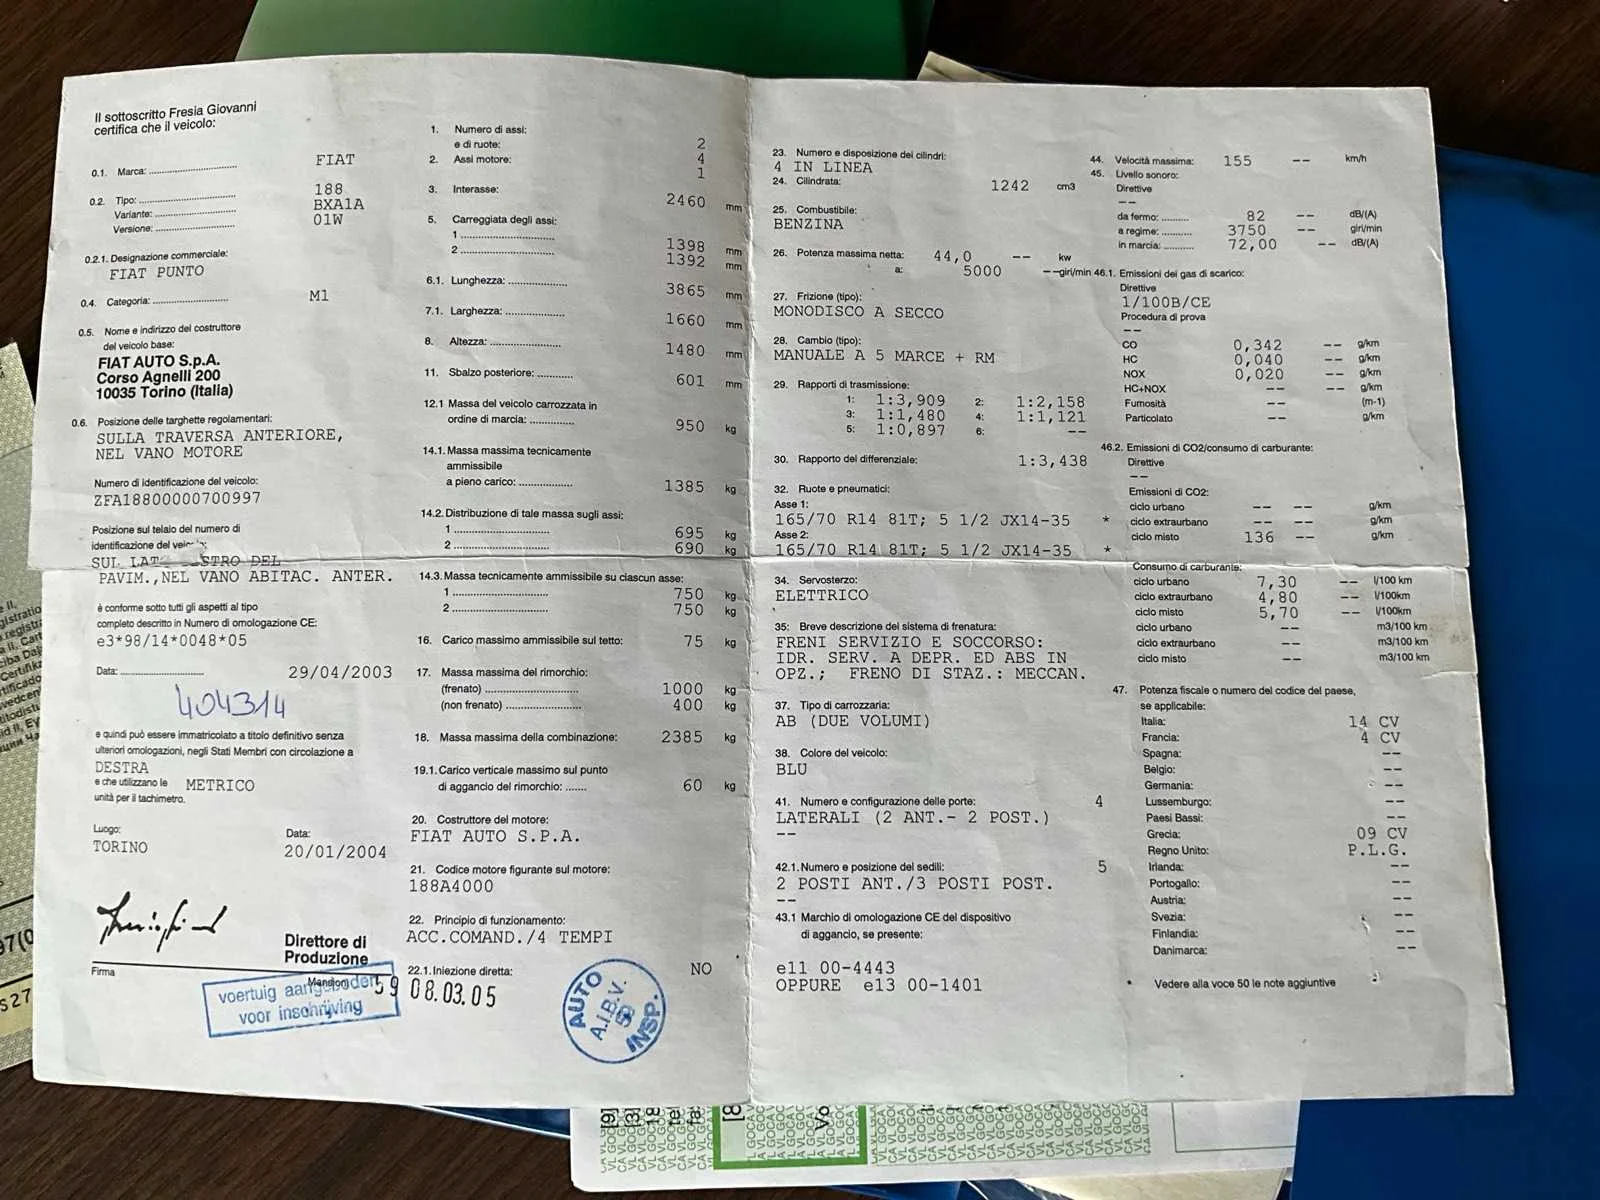 Il sottoscritto Fresia Giovanni
certifica che il veicolo:
0.1. Marca: FIAT
0.2. Tipo: 188
Variante: BXA1A
Versione: 01W
0.2.1. Designazione commerciale:
FIAT PUNTO
0.4. Categoria: M1
0.5. Nome e indirizzo del costruttore
del veicolo base:
FIAT AUTO S.p.A.
Corso Agnelli 200
10035 Torino (Italia)
0.6. Posizione delle targhette regolamentari:
SULLA TRAVERSA ANTERIORE,
NEL VANO MOTORE
Numero di identificazione del veicolo:
ZFA18800000700997
Posizione sul telaio del numero di
identificazione del
SUL DEL
PAVIM.,NEL VANO ABITAC. ANTER.
è conforme sotto tutti gli aspetti al tipo
completo descritto in Numero di omologazione CE:
e3*98/14*0048*05
Data: 29/04/2003
404314
e quindi può essere immatricolato a titolo definitivo senza
ulteriori omologazioni, negli Stati Membri con circolazione a
DESTRA
e che utilizzano le METRICO
unità per il tachimetro.
Luogo: Data:
TORINO 20/01/2004
Direttore di
Produzione
Firma Mansioni
voertuig aangeboden
voor inschrijving
59 08.03.05
1. Numero di assi: 2
e di ruote: 4
2. Assi motore: 1
3. Interasse: 2460 mm
5. Carreggiata degli assi:
1 1398 mm
2 1392 mm
6.1. Lunghezza: 3865 mm
7.1. Larghezza: 1660 mm
8. Altezza: 1480 mm
11. Sbalzo posteriore: 601 mm
12.1 Massa del veicolo carrozzata in
ordine di marcia: 950 kg
14.1. Massa massima tecnicamente
ammissibile
a pieno carico: 1385 kg
14.2. Distribuzione di tale massa sugli assi:
1 695 kg
2 690 kg
14.3. Massa tecnicamente ammissibile su ciascun asse:
1 750 kg
2 750 kg
16. Carico massimo ammissibile sul tetto: 75 kg
17. Massa massima del rimorchio:
(frenato) 1000 kg
(non frenato) 400 kg
18. Massa massima della combinazione: 2385 kg
19.1. Carico verticale massimo sul punto
di aggancio del rimorchio: 60 kg
20. Costruttore del motore:
FIAT AUTO S.P.A.
21. Codice motore figurante sul motore:
188A4000
22. Principio di funzionamento:
ACC.COMAND./4 TEMPI
22.1. Iniezione diretta: NO
AUTO
A.I.B.V.
INSP.
23. Numero e disposizione dei cilindri:
4 IN LINEA
24. Cilindrata: 1242 cm3
25. Combustibile:
BENZINA
26. Potenza massima netta: 44,0 -- kw
a: 5000 -- giri/min
27. Frizione (tipo):
MONODISCO A SECCO
28. Cambio (tipo):
MANUALE A 5 MARCE + RM
29. Rapporti di trasmissione:
1: 1:3,909 2: 1:2,158
3: 1:1,480 4: 1:1,121
5: 1:0,897 6: --
30. Rapporto del differenziale: 1:3,438
32. Ruote e pneumatici:
Asse 1:
165/70 R14 81T; 5 1/2 JX14-35 *
Asse 2:
165/70 R14 81T; 5 1/2 JX14-35 *
34. Servosterzo:
ELETTRICO
35: Breve descrizione del sistema di frenatura:
FRENI SERVIZIO E SOCCORSO:
IDR. SERV. A DEPR. ED ABS IN
OPZ.; FRENO DI STAZ.: MECCAN.
37. Tipo di carrozzaria:
AB (DUE VOLUMI)
38. Colore del veicolo:
BLU
41. Numero e configurazione delle porte: 4
LATERALI (2 ANT.- 2 POST.)
--
42.1. Numero e posizione dei sedili: 5
2 POSTI ANT./3 POSTI POST.
--
43.1 Marchio di omologazione CE del dispositivo
di aggancio, se presente:
e11 00-4443
OPPURE e13 00-1401
44. Velocità massima: 155 -- km/h
45. Livello sonoro:
Direttive
--
da fermo: 82 -- dB/(A)
a regime: 3750 -- giri/min
in marcia: 72,00 -- dB/(A)
46.1. Emissioni dei gas di scarico:
Direttive
1/100B/CE
Procedura di prova
--
CO 0,342 -- g/km
HC 0,040 -- g/km
NOX 0,020 -- g/km
HC+NOX -- -- g/km
Fumosità -- (m-1)
Particolato -- g/km
46.2. Emissioni di CO2/consumo di carburante:
Direttive
--
Emissioni di CO2:
ciclo urbano -- -- g/km
ciclo extraurbano -- -- g/km
ciclo misto 136 -- g/km
Consumo di carburante:
ciclo urbano 7,30 -- l/100 km
ciclo extraurbano 4,80 -- l/100km
ciclo misto 5,70 -- l/100km
ciclo urbano -- m3/100 km
ciclo extraurbano -- m3/100 km
ciclo misto -- m3/100 km
47. Potenza fiscale o numero del codice del paese,
se applicabile:
Italia: 14 CV
Francia: 4 CV
Spagna: --
Belgio: --
Germania: --
Lussemburgo: --
Paesi Bassi: --
Grecia: 09 CV
Regno Unito: P.L.G.
Irlanda: --
Portogallo: --
Austria: --
Svezia: --
Finlandia: --
Danimarca: --
* Vedere alla voce 50 le note aggiuntive